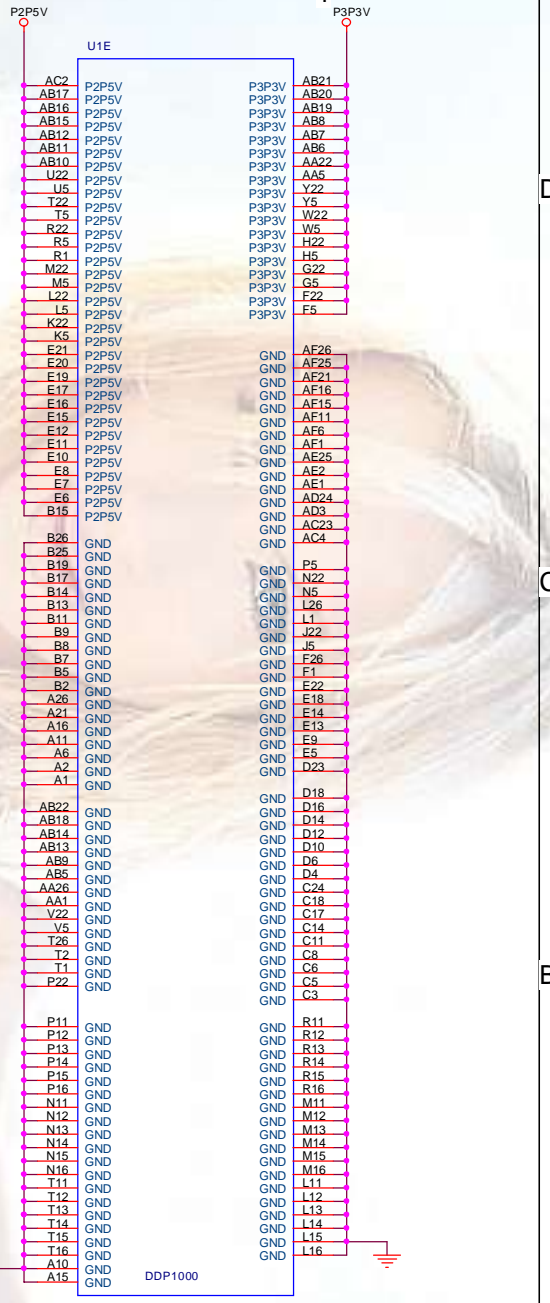 P2P5V P3P3V
U1E
AC2 P2P5V P3P3V AB21
AB17 P2P5V P3P3V AB20
AB16 P2P5V P3P3V AB19
AB15 P2P5V P3P3V AB8
AB12 P2P5V P3P3V AB7
AB11 P2P5V P3P3V AB6
AB10 P2P5V P3P3V AA22
U22 P2P5V P3P3V AA5
U5 P2P5V P3P3V Y22
T22 P2P5V P3P3V Y5
T5 P2P5V P3P3V W22
R22 P2P5V P3P3V W5
R5 P2P5V P3P3V H22
R1 P2P5V P3P3V H5
M22 P2P5V P3P3V G22
M5 P2P5V P3P3V G5
L22 P2P5V P3P3V F22
L5 P2P5V P3P3V F5
K22 P2P5V
K5 P2P5V
E21 P2P5V GND AF26
E20 P2P5V GND AF25
E19 P2P5V GND AF21
E17 P2P5V GND AF16
E16 P2P5V GND AF15
E15 P2P5V GND AF11
E12 P2P5V GND AF6
E11 P2P5V GND AF1
E10 P2P5V GND AE25
E8 P2P5V GND AE2
E7 P2P5V GND AE1
E6 P2P5V GND AD24
B15 P2P5V GND AD3
GND AC23
B26 GND GND AC4
B25 GND
B19 GND GND P5
B17 GND GND N22
B14 GND GND N5
B13 GND GND L26
B11 GND GND L1
B9 GND GND J22
B8 GND GND J5
B7 GND GND F26
B5 GND GND F1
B2 GND GND E22
A26 GND GND E18
A21 GND GND E14
A16 GND GND E13
A11 GND GND E9
A6 GND GND E5
A2 GND GND D23
A1 GND
GND D18
AB22 GND GND D16
AB18 GND GND D14
AB14 GND GND D12
AB13 GND GND D10
AB9 GND GND D6
AB5 GND GND D4
AA26 GND GND C24
AA1 GND GND C18
V22 GND GND C17
V5 GND GND C14
T26 GND GND C11
T2 GND GND C8
T1 GND GND C6
P22 GND GND C5
GND C3
P11 GND GND R11
P12 GND GND R12
P13 GND GND R13
P14 GND GND R14
P15 GND GND R15
P16 GND GND R16
N11 GND GND M11
N12 GND GND M12
N13 GND GND M13
N14 GND GND M14
N15 GND GND M15
N16 GND GND M16
T11 GND GND L11
T12 GND GND L12
T13 GND GND L13
T14 GND GND L14
T15 GND GND L15
T16 GND GND L16
A10 GND
A15 GND DDP1000
C
B